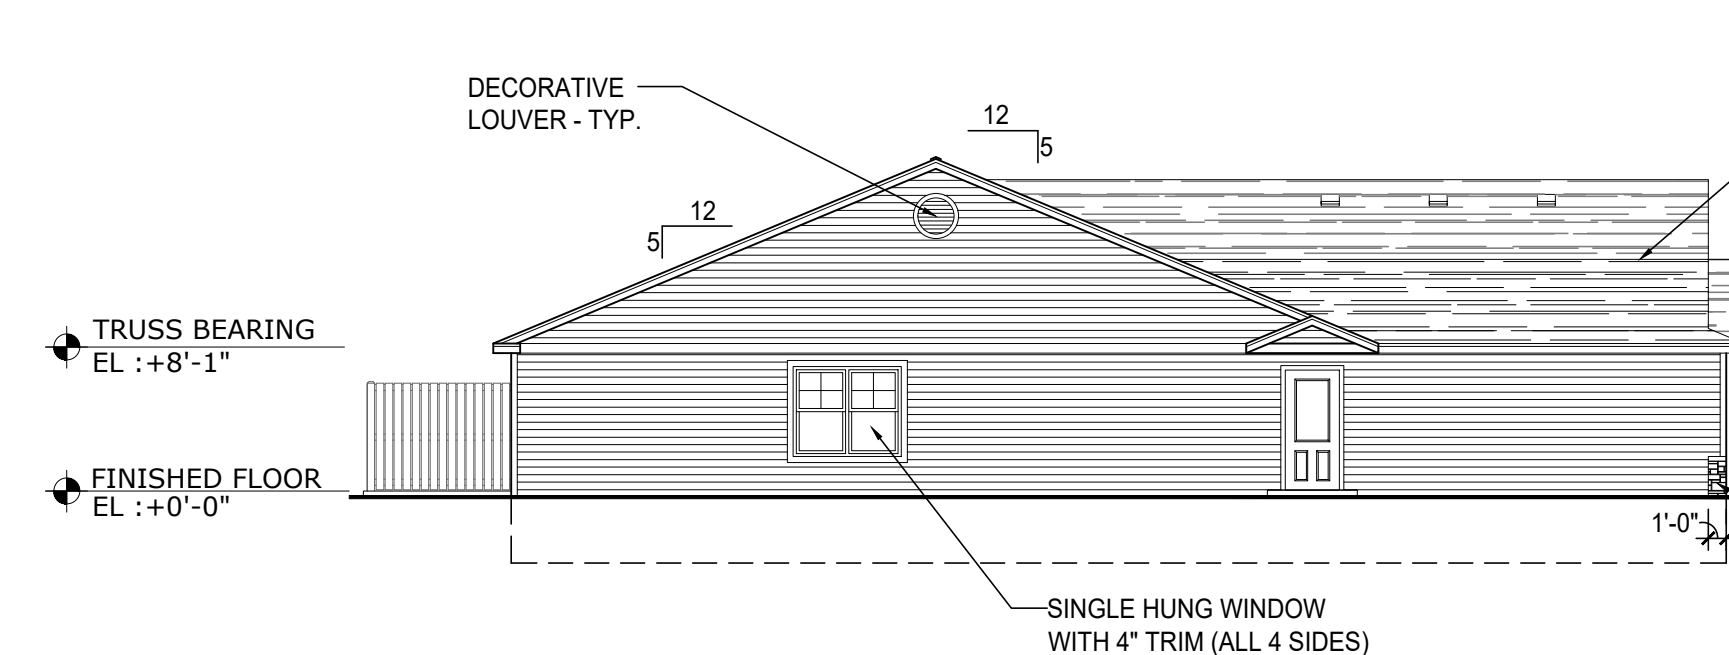 DECORATIVE
LOUVER - TYP.
12
5
12
5
TRUSS BEARING
EL :+8'-1"
FINISHED FLOOR
EL :+0'-0"
1'-0"
SINGLE HUNG WINDOW
WITH 4" TRIM (ALL 4 SIDES)